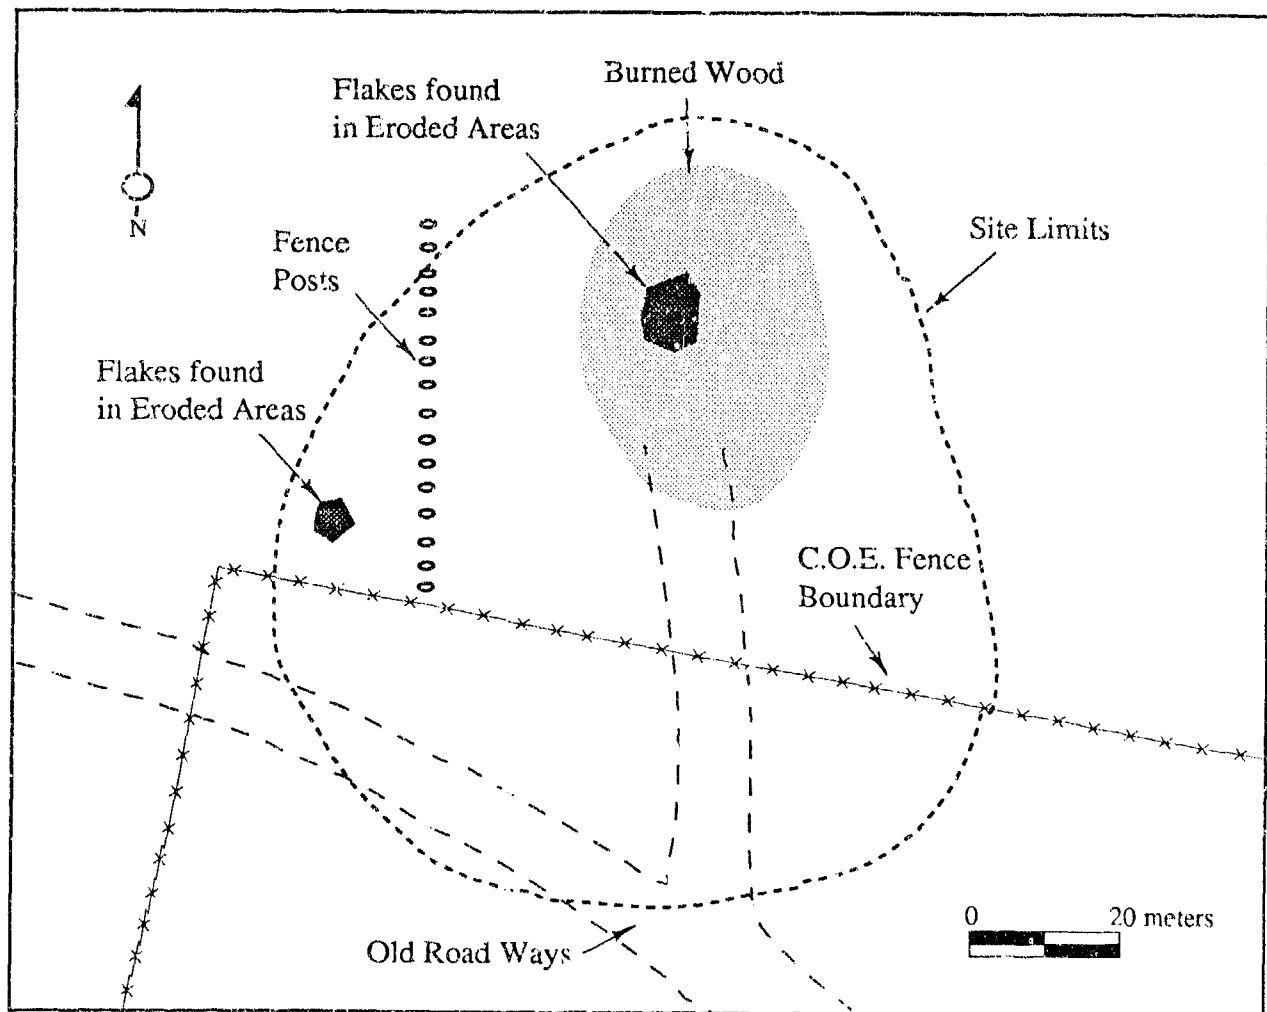 Burned Wood
Flakes found
in Eroded Areas
N
Fence
Posts
Site Limits
Flakes found
in Eroded Areas
C.O.E. Fence
Boundary
0 20 meters
Old Road Ways